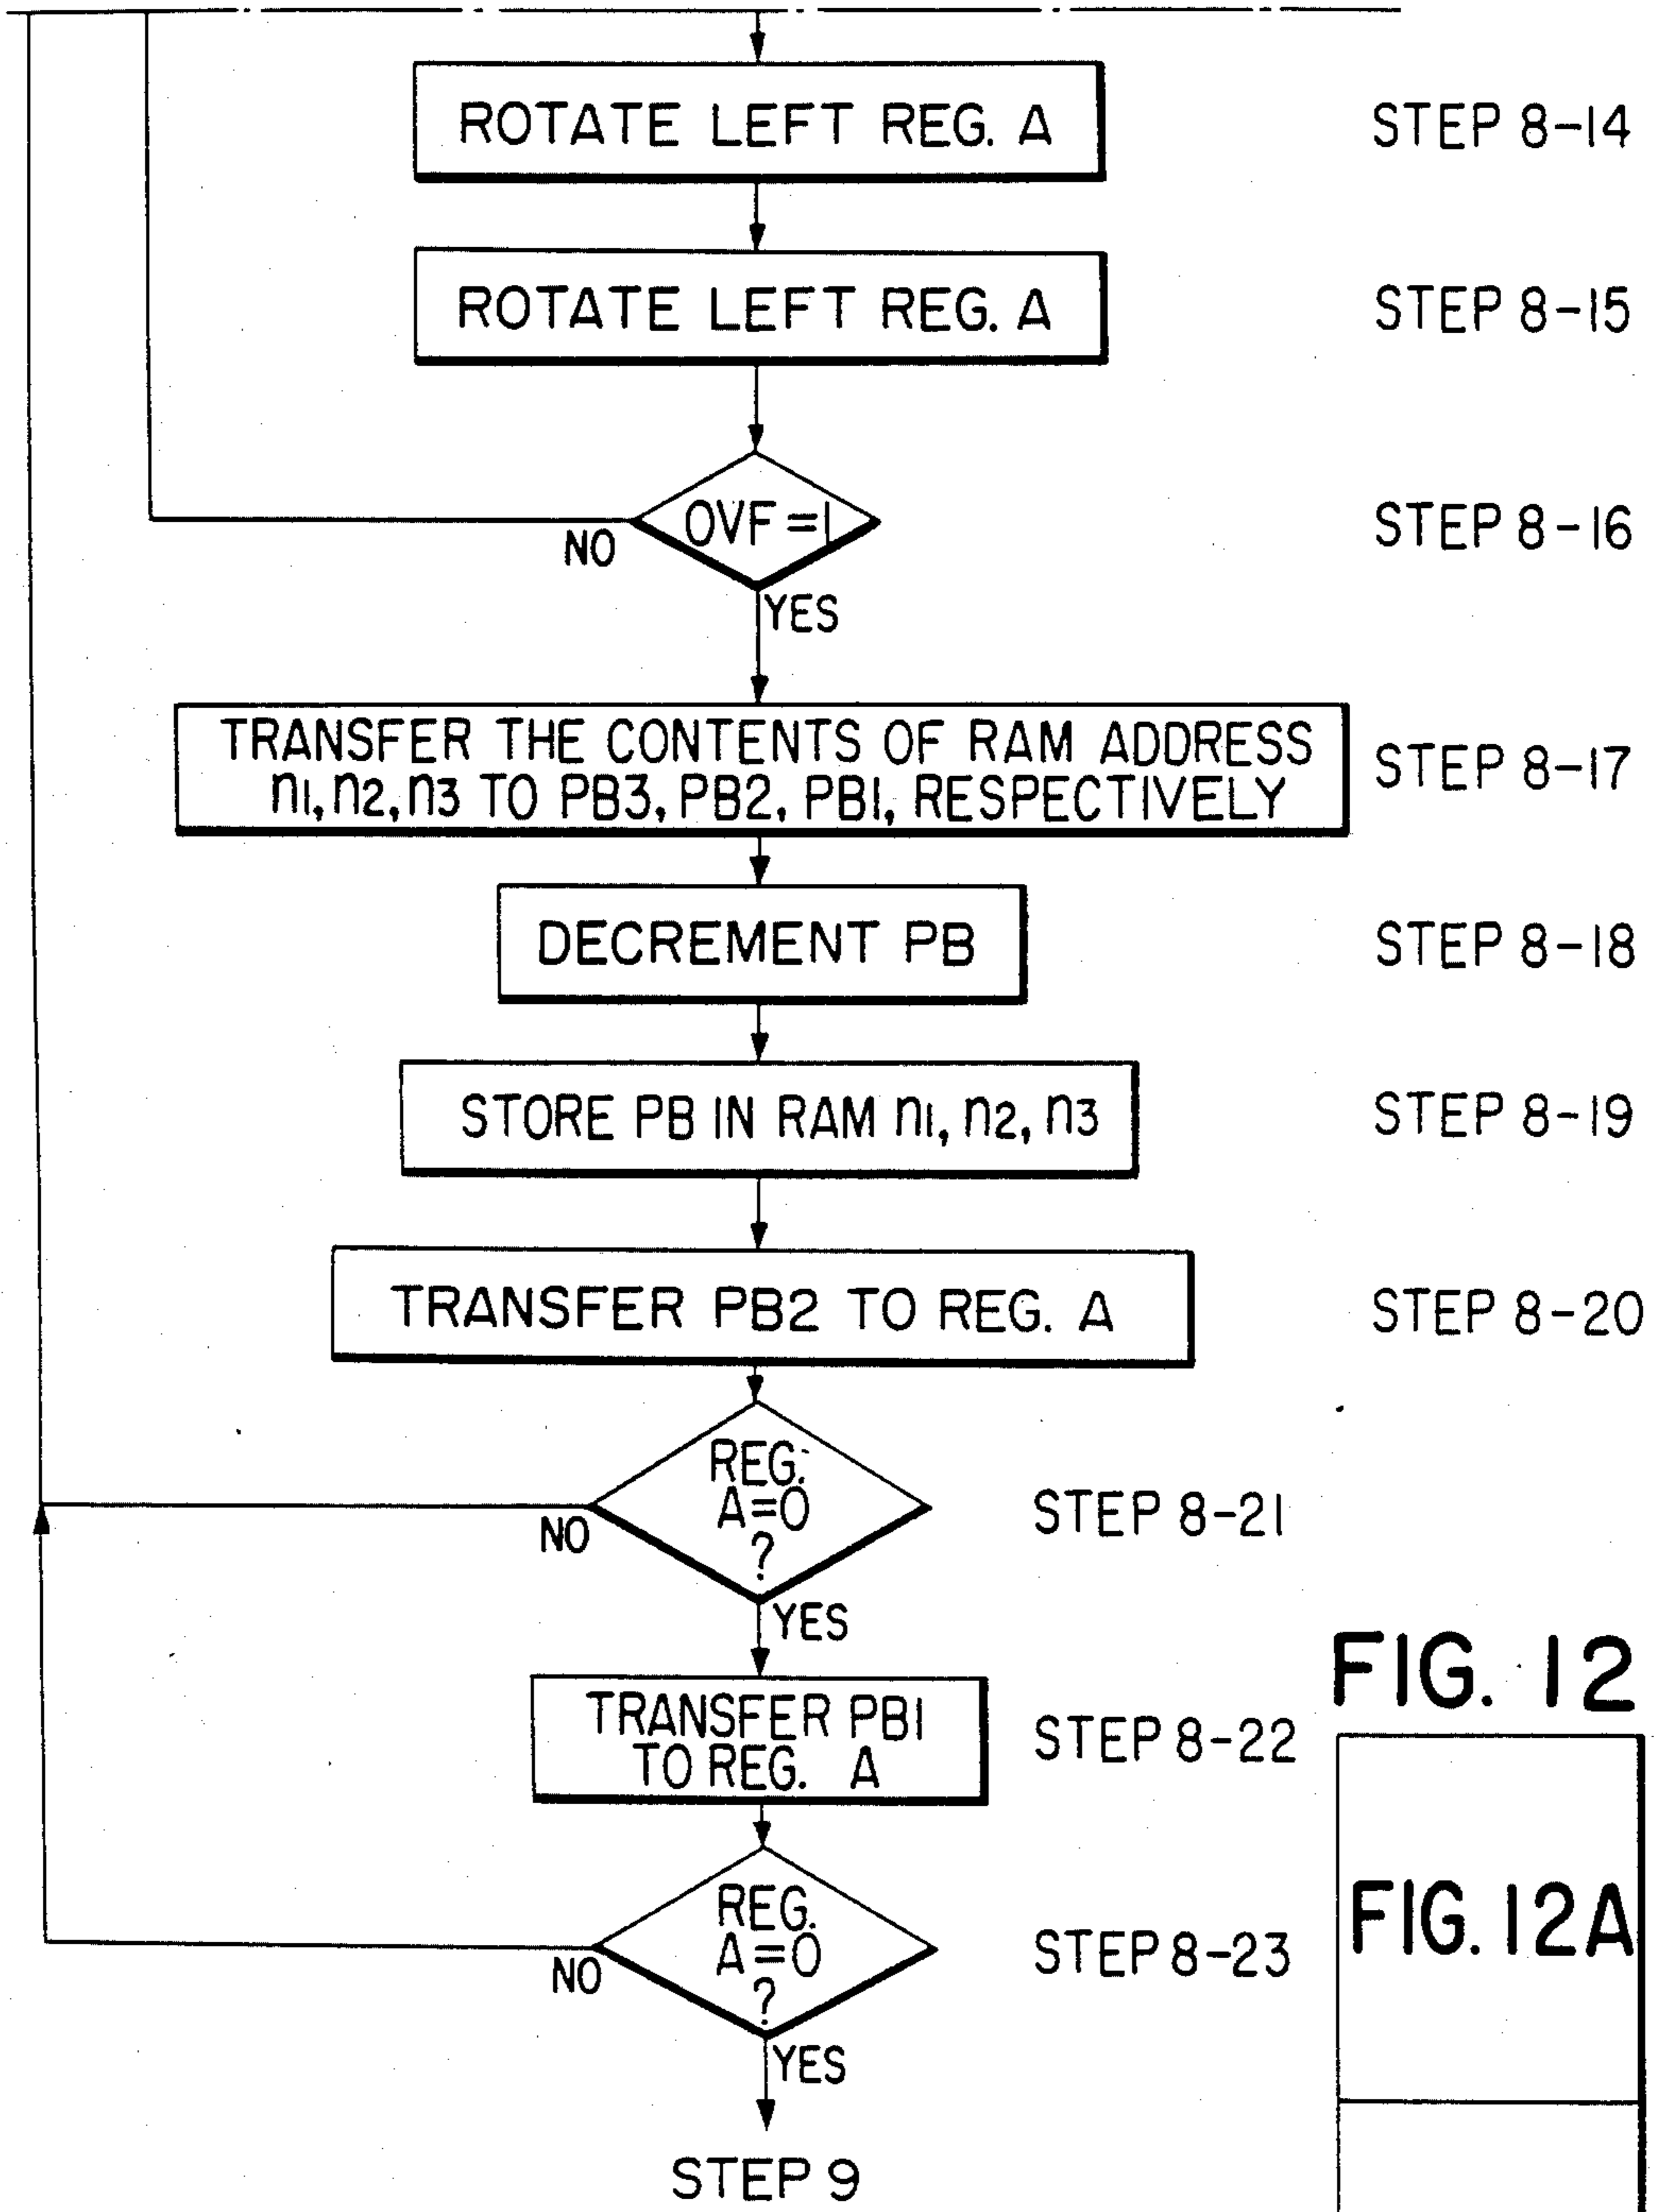 ROTATE LEFT REG. A
STEP 8-14
ROTATE LEFT REG. A
STEP 8-15
OVF=1
STEP 8-16
NO
YES
TRANSFER THE CONTENTS OF RAM ADDRESS
n1, n2, n3 TO PB3, PB2, PB1, RESPECTIVELY
STEP 8-17
DECREMENT PB
STEP 8-18
STORE PB IN RAM n1, n2, n3
STEP 8-19
TRANSFER PB2 TO REG. A
STEP 8-20
REG.
A=0
?
STEP 8-21
NO
YES
TRANSFER PB1
TO REG. A
STEP 8-22
REG.
A=0
?
STEP 8-23
NO
YES
STEP 9
FIG. 12
FIG. 12A